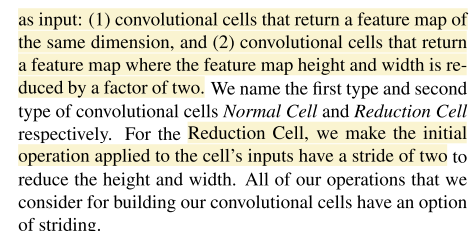 as input: (1) convolutional cells that return a feature map of
the same dimension, and (2) convolutional cells that return
a feature map where the feature map height and width is re-
duced by a factor of two. We name the first type and second
type of convolutional cells Normal Cell and Reduction Cell
respectively. For the Reduction Cell, we make the initial
operation applied to the cell's inputs have a stride of two to
reduce the height and width. All of our operations that we
consider for building our convolutional cells have an option
of striding.